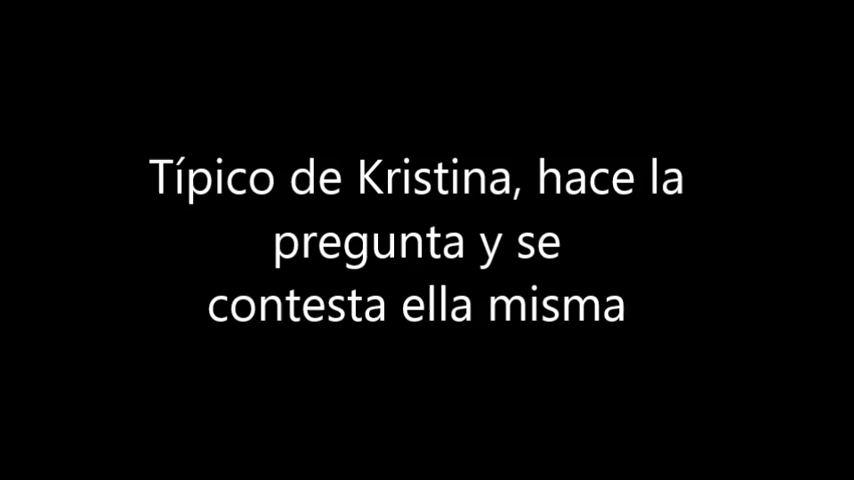 Típico de Kristina, hace la
pregunta y se
contesta ella misma